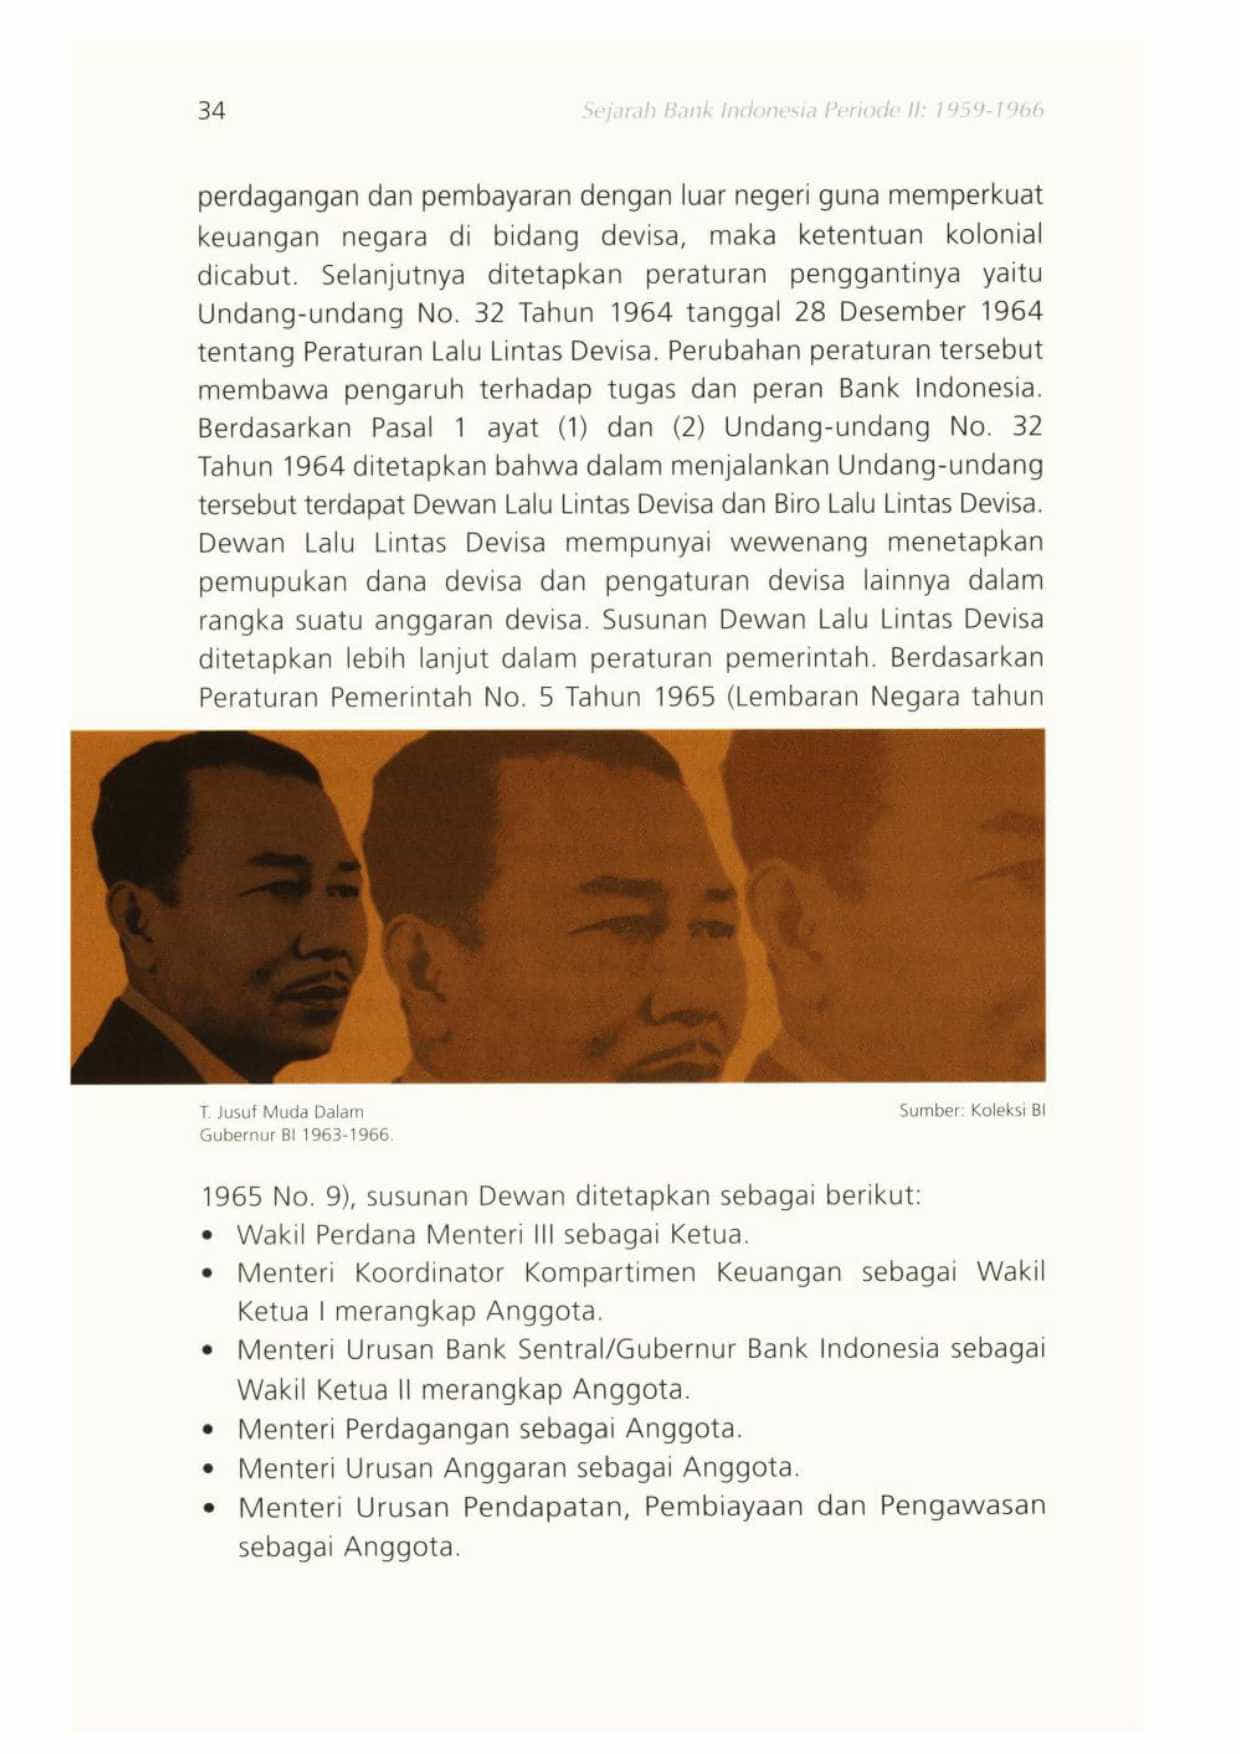 34
Sejarah Bank Indonesia Periode II: 1959-1966
perdagangan dan pembayaran dengan luar negeri guna memperkuat
keuangan negara di bidang devisa, maka ketentuan kolonial
dicabut. Selanjutnya ditetapkan peraturan penggantinya yaitu
Undang-undang No. 32 Tahun 1964 tanggal 28 Desember 1964
tentang Peraturan Lalu Lintas Devisa. Perubahan peraturan tersebut
membawa pengaruh terhadap tugas dan peran Bank Indonesia.
Berdasarkan Pasal 1 ayat (1) dan (2) Undang-undang No. 32
Tahun 1964 ditetapkan bahwa dalam menjalankan Undang-undang
tersebut terdapat Dewan Lalu Lintas Devisa dan Biro Lalu Lintas Devisa.
Dewan Lalu Lintas Devisa mempunyai wewenang menetapkan
pemupukan dana devisa dan pengaturan devisa lainnya dalam
rangka suatu anggaran devisa. Susunan Dewan Lalu Lintas Devisa
ditetapkan lebih lanjut dalam peraturan pemerintah. Berdasarkan
Peraturan Pemerintah No. 5 Tahun 1965 (Lembaran Negara tahun
T. Jusuf Muda Dalam
Gubernur BI 1963-1966.
Sumber: Koleksi BI
1965 No. 9), susunan Dewan ditetapkan sebagai berikut:
• Wakil Perdana Menteri III sebagai Ketua.
• Menteri Koordinator Kompartimen Keuangan sebagai Wakil
Ketua I merangkap Anggota.
• Menteri Urusan Bank Sentral/Gubernur Bank Indonesia sebagai
Wakil Ketua II merangkap Anggota.
• Menteri Perdagangan sebagai Anggota.
• Menteri Urusan Anggaran sebagai Anggota.
• Menteri Urusan Pendapatan, Pembiayaan dan Pengawasan
sebagai Anggota.